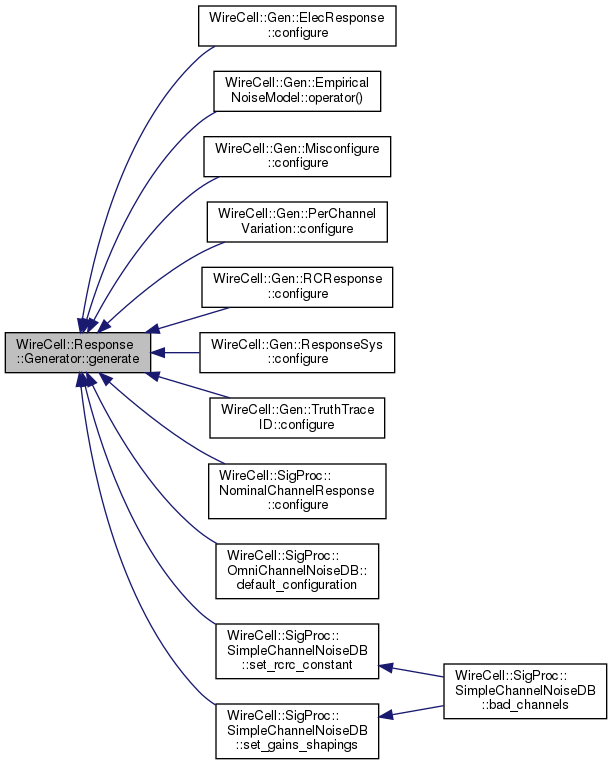 WireCell::Gen::ElecResponse
::configure
WireCell::Gen::Empirical
NoiseModel::operator()
WireCell::Gen::Misconfigure
::configure
WireCell::Gen::PerChannel
Variation::configure
WireCell::Gen::RCResponse
::configure
WireCell::Response
::Generator::generate
WireCell::Gen::ResponseSys
::configure
WireCell::Gen::TruthTrace
ID::configure
WireCell::SigProc::
NominalChannelResponse
::configure
WireCell::SigProc::
OmniChannelNoiseDB::
default_configuration
WireCell::SigProc::
SimpleChannelNoiseDB
::set_rcrc_constant
WireCell::SigProc::
SimpleChannelNoiseDB
::bad_channels
WireCell::SigProc::
SimpleChannelNoiseDB
::set_gains_shapings